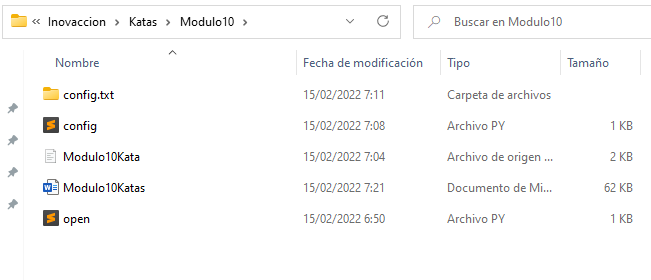 Inovaccion > Katas > Modulo10 >
Buscar en Modulo10
Nombre Fecha de modificación Tipo Tamaño
config.txt 15/02/2022 7:11 Carpeta de archivos
config 15/02/2022 7:08 Archivo PY 1 KB
Modulo10Kata 15/02/2022 7:04 Archivo de origen ... 2 KB
Modulo10Katas 15/02/2022 7:21 Documento de Mi... 62 KB
open 15/02/2022 6:50 Archivo PY 1 KB